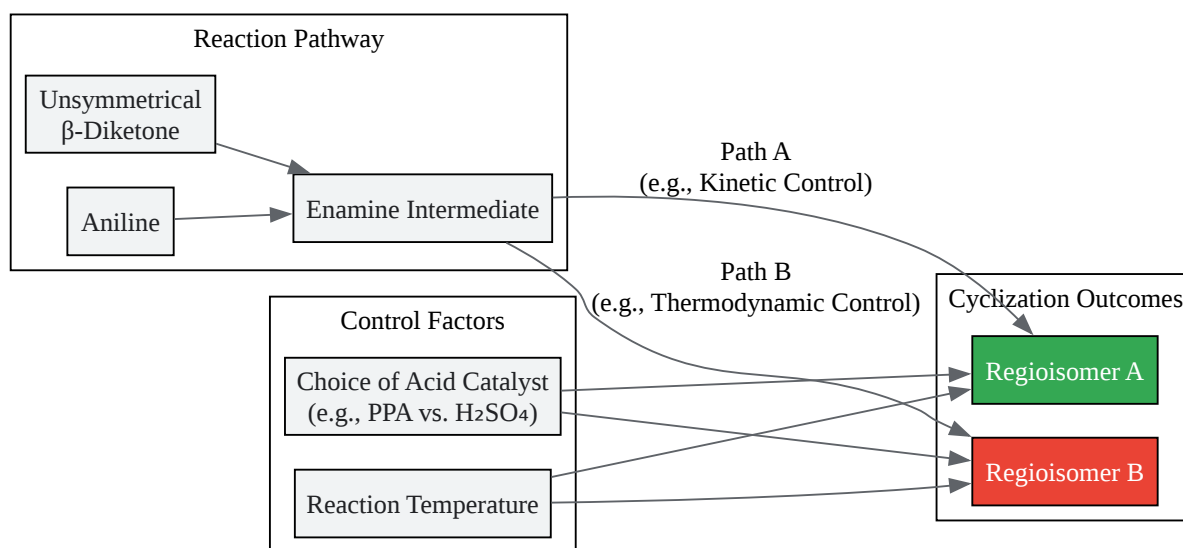 Reaction Pathway
Unsymmetrical
β-Diketone
Aniline
Enamine Intermediate
Path A
(e.g., Kinetic Control)
Path B
(e.g., Thermodynamic Control)
Control Factors
Choice of Acid Catalyst
(e.g., PPA vs. H₂SO₄)
Reaction Temperature
Cyclization Outcomes
Regioisomer A
Regioisomer B